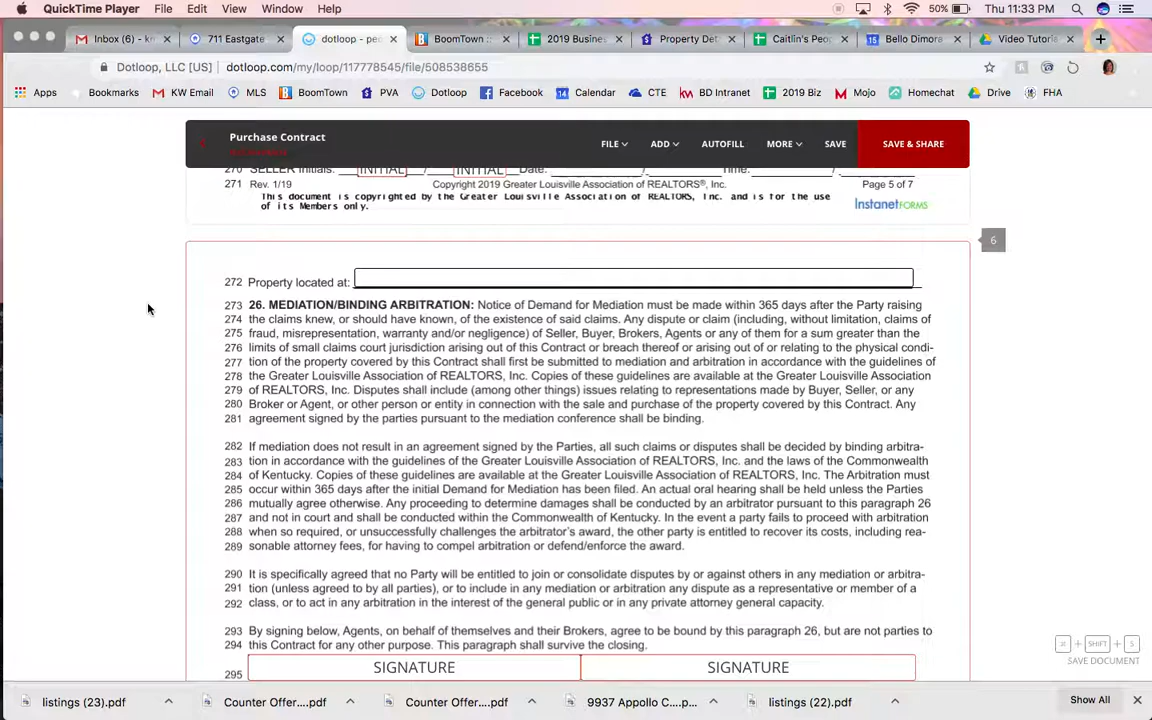 QuickTime Player File Edit View Window Help 50% Thu 11:33 PM
Inbox (6) - kn × 711 Eastgate × dotloop - peo × BoomTown :: × 2019 Busines × Property Det × Caitlin's Peop × Bello Dimora × Video Tutoria ×
Dotloop, LLC [US] | dotloop.com/my/loop/117778545/file/508538655
Apps Bookmarks KW Email MLS BoomTown PVA Dotloop Facebook Calendar CTE BD Intranet 2019 Biz Mojo Homechat Drive FHA
Purchase Contract
FILE ADD AUTOFILL MORE SAVE SAVE & SHARE
270 SELLER Initials: INITIAL / INITIAL Date: Time:
271 Rev. 1/19 Copyright 2019 Greater Louisville Association of REALTORS®, Inc. Page 5 of 7
This document is copyrighted by the Greater Louisville Association of REALTORS, Inc. and is for the use
of its Members only.
InstanetFORMS
6
272 Property located at:
273 26. MEDIATION/BINDING ARBITRATION: Notice of Demand for Mediation must be made within 365 days after the Party raising
274 the claims knew, or should have known, of the existence of said claims. Any dispute or claim (including, without limitation, claims of
275 fraud, misrepresentation, warranty and/or negligence) of Seller, Buyer, Brokers, Agents or any of them for a sum greater than the
276 limits of small claims court jurisdiction arising out of this Contract or breach thereof or arising out of or relating to the physical condi-
277 tion of the property covered by this Contract shall first be submitted to mediation and arbitration in accordance with the guidelines of
278 the Greater Louisville Association of REALTORS, Inc. Copies of these guidelines are available at the Greater Louisville Association
279 of REALTORS, Inc. Disputes shall include (among other things) issues relating to representations made by Buyer, Seller, or any
280 Broker or Agent, or other person or entity in connection with the sale and purchase of the property covered by this Contract. Any
281 agreement signed by the parties pursuant to the mediation conference shall be binding.
282 If mediation does not result in an agreement signed by the Parties, all such claims or disputes shall be decided by binding arbitra-
283 tion in accordance with the guidelines of the Greater Louisville Association of REALTORS, Inc. and the laws of the Commonwealth
284 of Kentucky. Copies of these guidelines are available at the Greater Louisville Association of REALTORS, Inc. The Arbitration must
285 occur within 365 days after the initial Demand for Mediation has been filed. An actual oral hearing shall be held unless the Parties
286 mutually agree otherwise. Any proceeding to determine damages shall be conducted by an arbitrator pursuant to this paragraph 26
287 and not in court and shall be conducted within the Commonwealth of Kentucky. In the event a party fails to proceed with arbitration
288 when so required, or unsuccessfully challenges the arbitrator's award, the other party is entitled to recover its costs, including rea-
289 sonable attorney fees, for having to compel arbitration or defend/enforce the award.
290 It is specifically agreed that no Party will be entitled to join or consolidate disputes by or against others in any mediation or arbitra-
291 tion (unless agreed to by all parties), or to include in any mediation or arbitration any dispute as a representative or member of a
292 class, or to act in any arbitration in the interest of the general public or in any private attorney general capacity.
293 By signing below, Agents, on behalf of themselves and their Brokers, agree to be bound by this paragraph 26, but are not parties to
294 this Contract for any other purpose. This paragraph shall survive the closing.
295 SIGNATURE SIGNATURE
⌘ + SHIFT + S
SAVE DOCUMENT
listings (23).pdf Counter Offer....pdf Counter Offer....pdf 9937 Appollo C....p... listings (22).pdf Show All